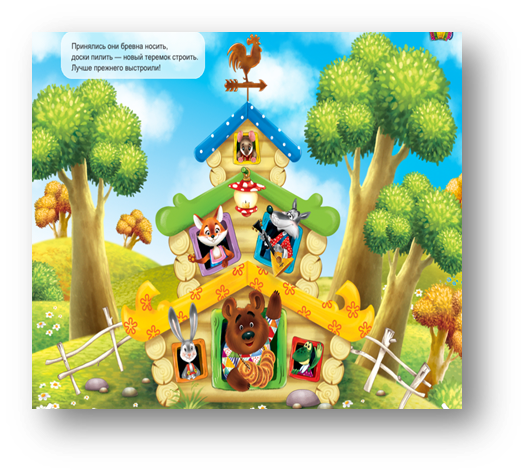 Принялись они бревна носить,
доски пилить — новый теремок строить.
Лучше прежнего выстроили!